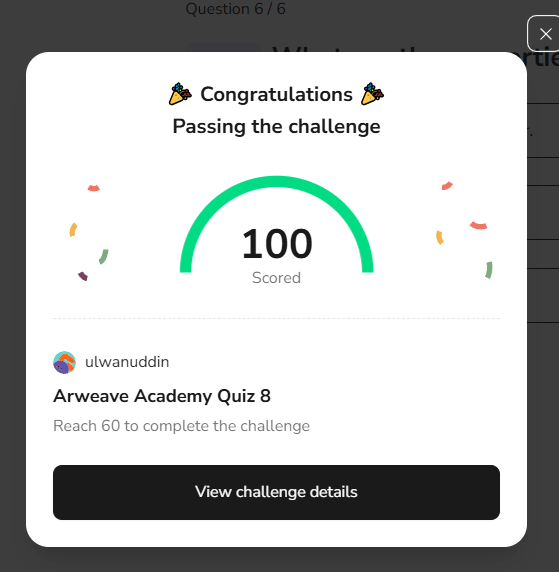 Question 6 / 6
🎉 Congratulations 🎉
Passing the challenge
100
Scored
ulwanuddin
Arweave Academy Quiz 8
Reach 60 to complete the challenge
View challenge details